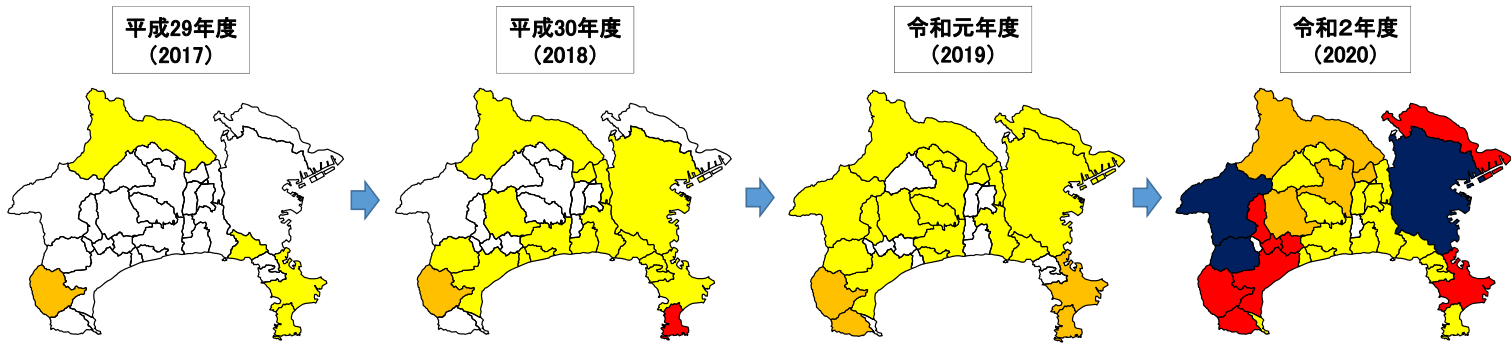 平成29年度
（2017）
平成30年度
（2018）
令和元年度
（2019）
令和２年度
（2020）